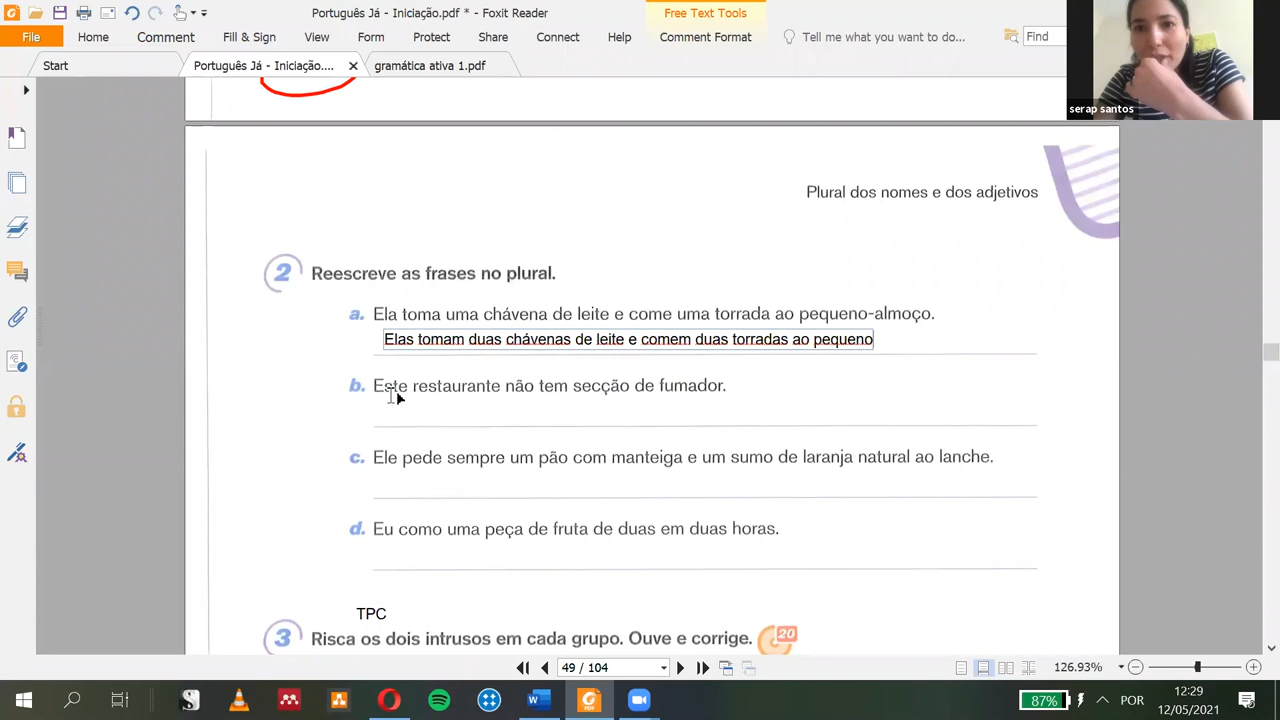 Português Já - Iniciação.pdf * - Foxit Reader
Free Text Tools
File Home Comment Fill & Sign View Form Protect Share Connect Help Comment Format Tell me what you want to do... Find
Start Português Já - Iniciação.... gramática ativa 1.pdf
serap santos
Plural dos nomes e dos adjetivos
2 Reescreve as frases no plural.
a. Ela toma uma chávena de leite e come uma torrada ao pequeno-almoço.
Elas tomam duas chávenas de leite e comem duas torradas ao pequeno
b. Este restaurante não tem secção de fumador.
c. Ele pede sempre um pão com manteiga e um sumo de laranja natural ao lanche.
d. Eu como uma peça de fruta de duas em duas horas.
TPC
3 Risca os dois intrusos em cada grupo. Ouve e corrige. 20
49 / 104
126.93%
87% POR 12:29
12/05/2021